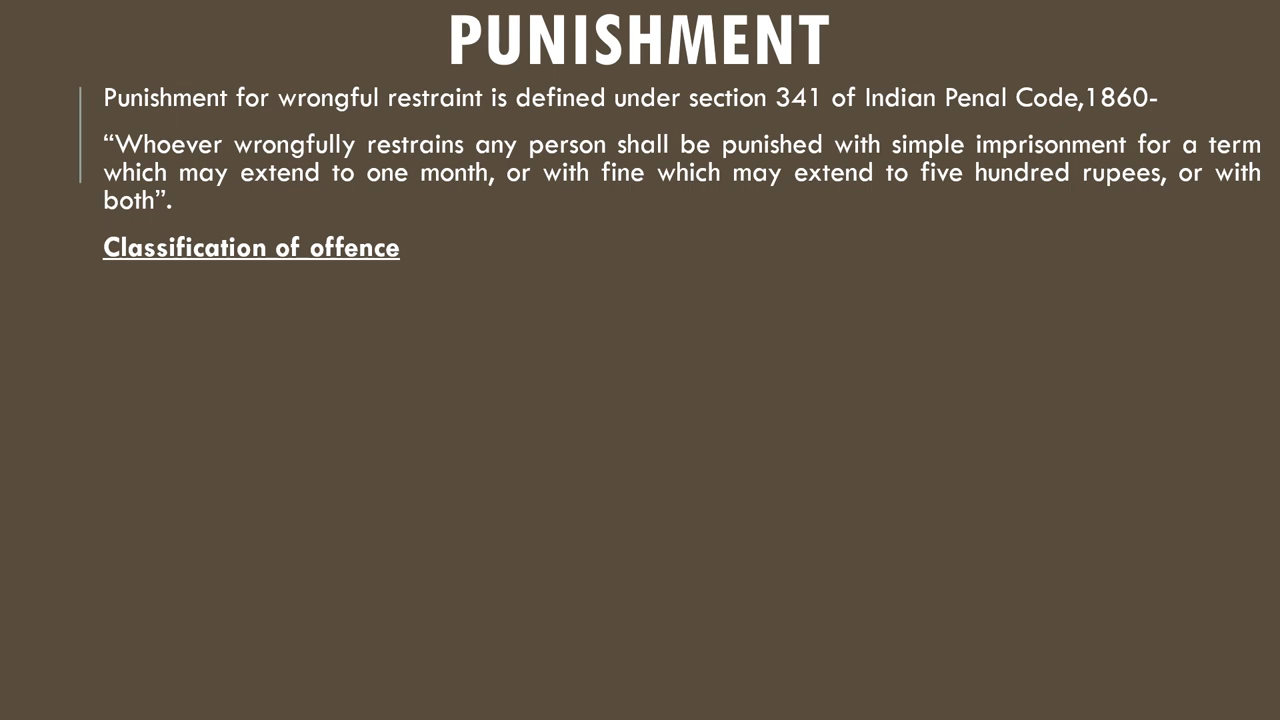 PUNISHMENT
Punishment for wrongful restraint is defined under section 341 of Indian Penal Code,1860-
“Whoever wrongfully restrains any person shall be punished with simple imprisonment for a term
which may extend to one month, or with fine which may extend to five hundred rupees, or with
both”.
Classification of offence